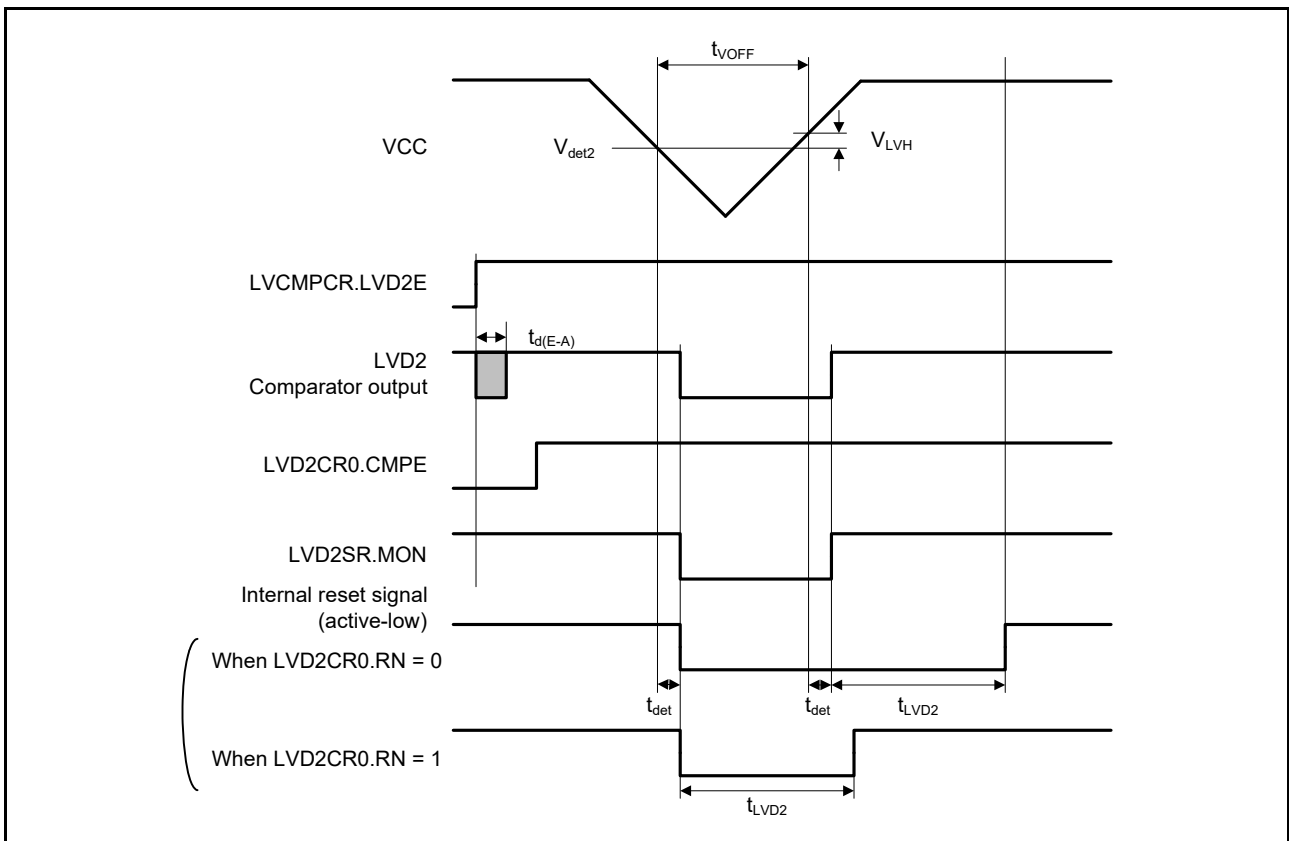 tVOFF
VCC
Vdet2
VLVH
LVCMPCR.LVD2E
td(E-A)
LVD2
Comparator output
LVD2CR0.CMPE
LVD2SR.MON
Internal reset signal
(active-low)
When LVD2CR0.RN = 0
tdet
tdet
tLVD2
When LVD2CR0.RN = 1
tLVD2